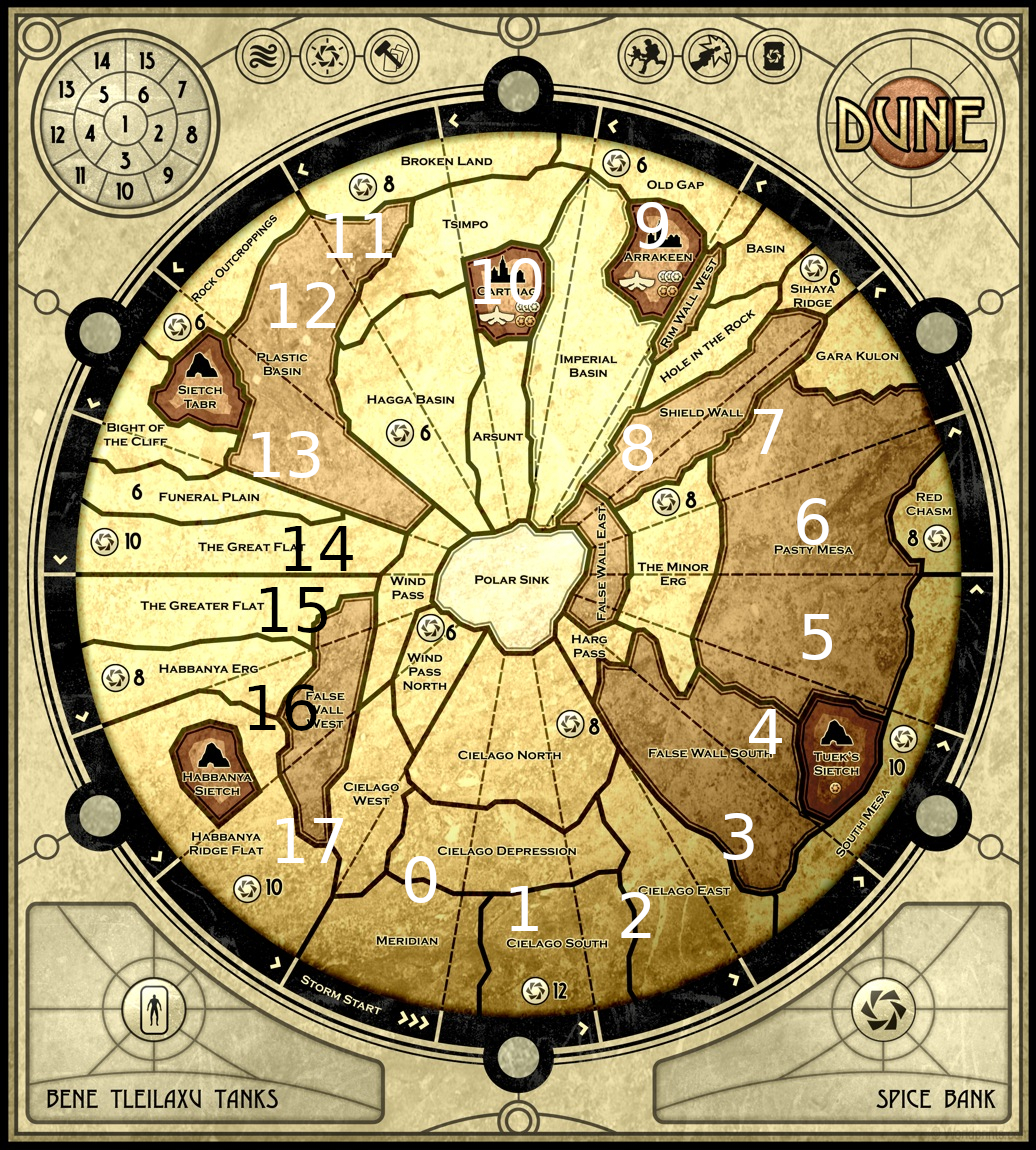 14 15
13 5 6 7
12 4 1 2 8
3
11 9
10
DUNE
BROKEN LAND
8
6
OLD GAP
TSIMPO
11
9
ARRAKEEN
BASIN
ROCK OUTCROPPINGS
6
10
12
RIM WALL WEST
6
SIHAYA
RIDGE
HOLE IN THE ROCK
GARA KULON
PLASTIC
BASIN
IMPERIAL
BASIN
SIETCH
TABR
HAGGA BASIN
6
ARSUNT
SHIELD WALL
7
8
BIGHT OF
THE CLIFF
13
6 FUNERAL PLAIN
8
RED
CHASM
8
6
PASTY MESA
10
THE GREAT FLAT
14
FALSE WALL EAST
POLAR SINK
WIND
PASS
THE MINOR
ERG
THE GREATER FLAT
15
5
6
HARG
PASS
8
HABBANYA ERG
WIND
PASS
NORTH
16
FALSE
WALL
WEST
8
4
FALSE WALL SOUTH
CIELAGO NORTH
10
TUEK'S
SIETCH
HABBANYA
SIETCH
CIELAGO
WEST
SOUTH MESA
HABBANYA
RIDGE FLAT
17
3
CIELAGO DEPRESSION
10
0
CIELAGO EAST
1
2
MERIDIAN
CIELAGO SOUTH
12
STORM START
BENE TLEILAXU TANKS
SPICE BANK